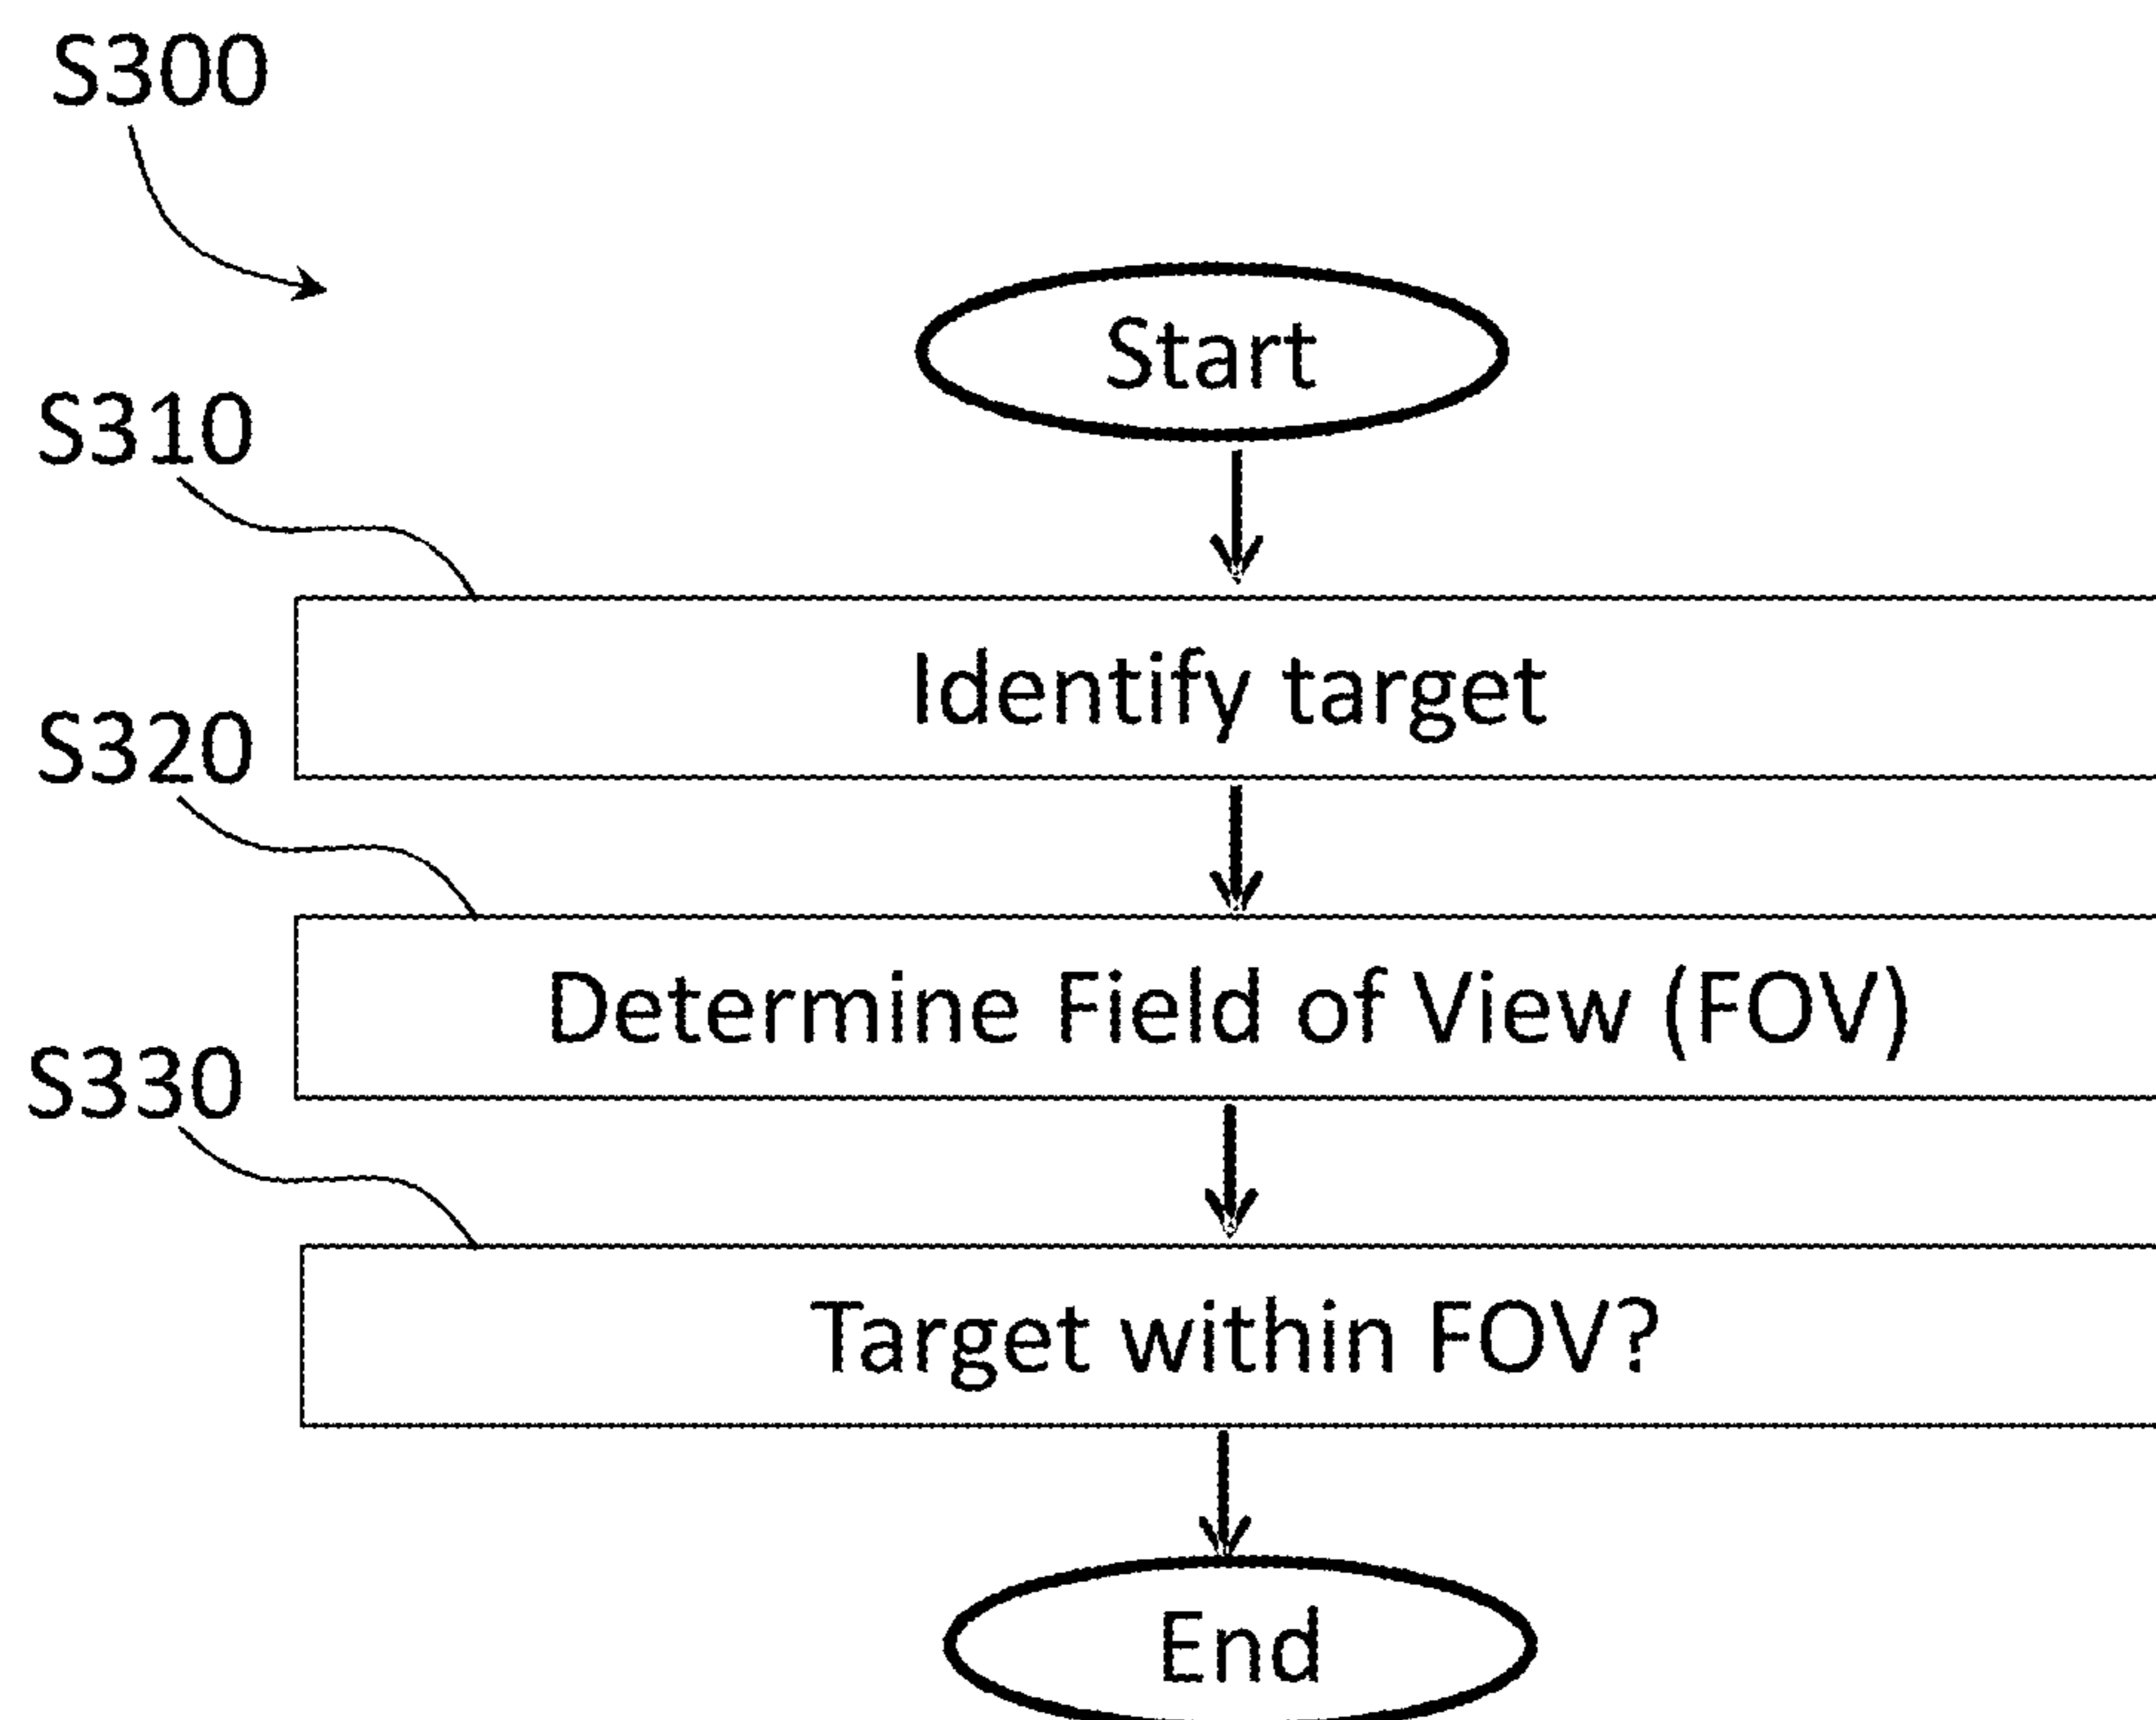 S300
Start
S310
Identify target
S320
Determine Field of View (FOV)
S330
Target within FOV?
End